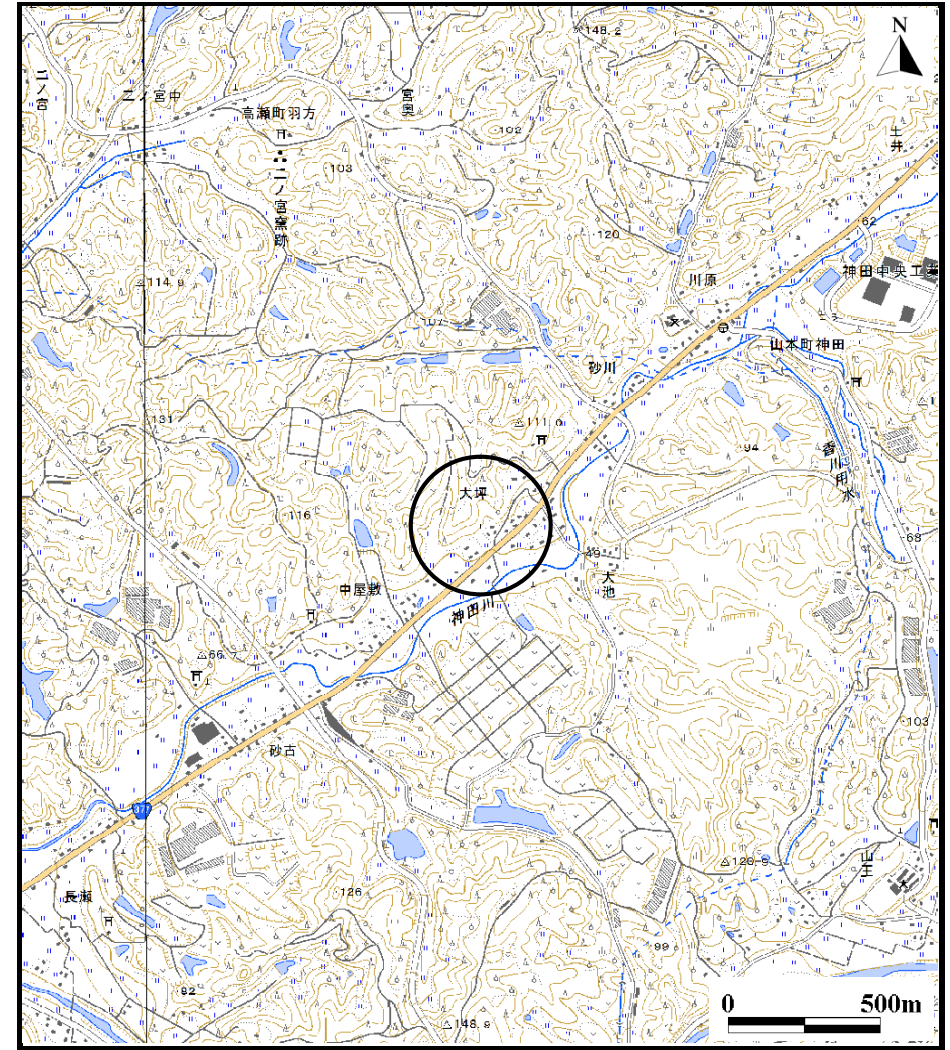 N
148.2
二ノ宮
二ノ宮中
宮奥
高瀬町羽方
102
土井
103
二ノ宮窯跡
62
120
川原
神田中央工業
114.9
107
山本町神田
砂川
131
111.0
94
香川用水
大坪
116
68
49
大池
中屋敷
神田川
66.7
103
砂古
377
120.9
山王
長瀬
126
99
92
148.9
0 500m